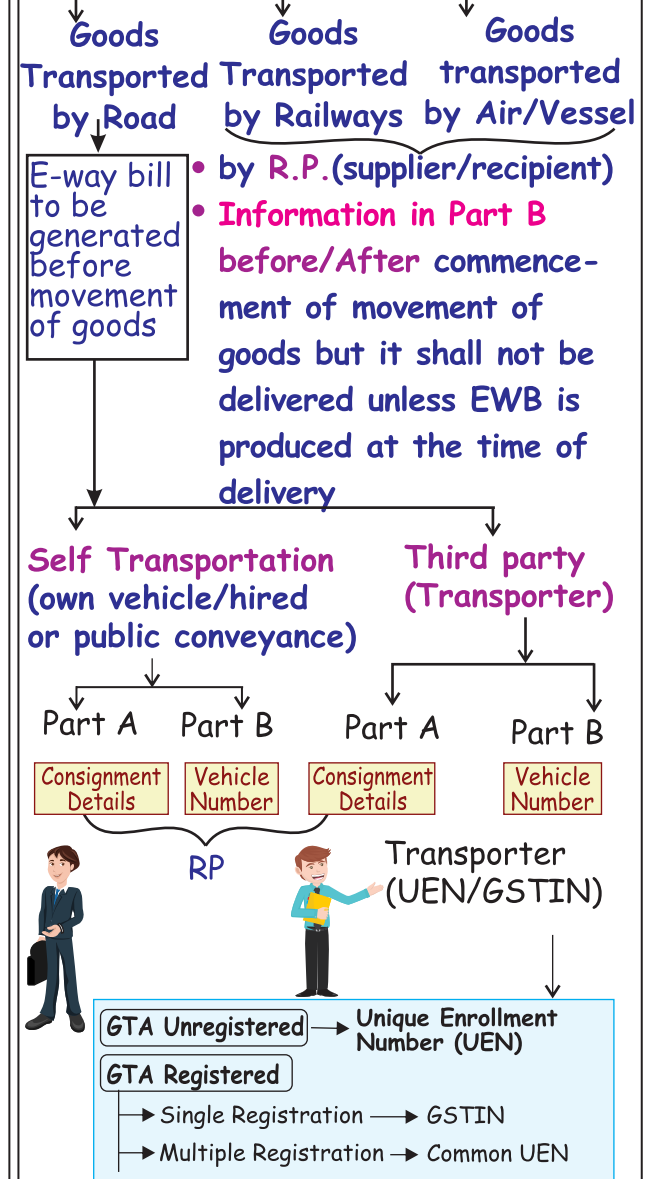 Goods
Transported
by Road
Goods
Transported
by Railways
Goods
transported
by Air/Vessel
E-way bill
to be
generated
before
movement
of goods
• by R.P.(supplier/recipient)
• Information in Part B
before/After commence-
ment of movement of
goods but it shall not be
delivered unless EWB is
produced at the time of
delivery
Self Transportation
(own vehicle/hired
or public conveyance)
Third party
(Transporter)
Part A
Part B
Part A
Part B
Consignment
Details
Vehicle
Number
Consignment
Details
Vehicle
Number
RP
Transporter
(UEN/GSTIN)
GTA Unregistered
Unique Enrollment
Number (UEN)
GTA Registered
Single Registration
GSTIN
Multiple Registration
Common UEN